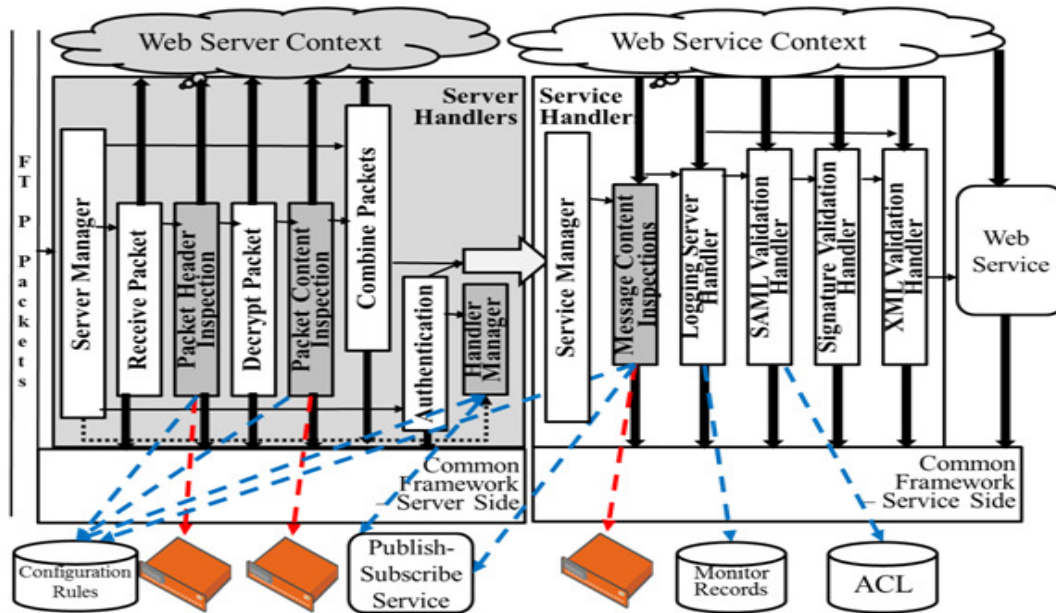 Web Server Context
Web Service Context
Server
Handlers
Service
Handlers
FT P P ackets
Server Manager
Receive Packet
Packet Header
Inspection
Decrypt Packet
Packet Content
Inspection
Combine Packets
Authentication
Handler
Manager
Service Manager
Message Content
Inspections
Logging Server
Handler
SAML Validation
Handler
Signature Validation
Handler
XML Validation
Handler
Web
Service
Common
Framework
– Server Side
Common
Framework
– Service Side
Configuration
Rules
Publish-
Subscribe
Service
Monitor
Records
ACL